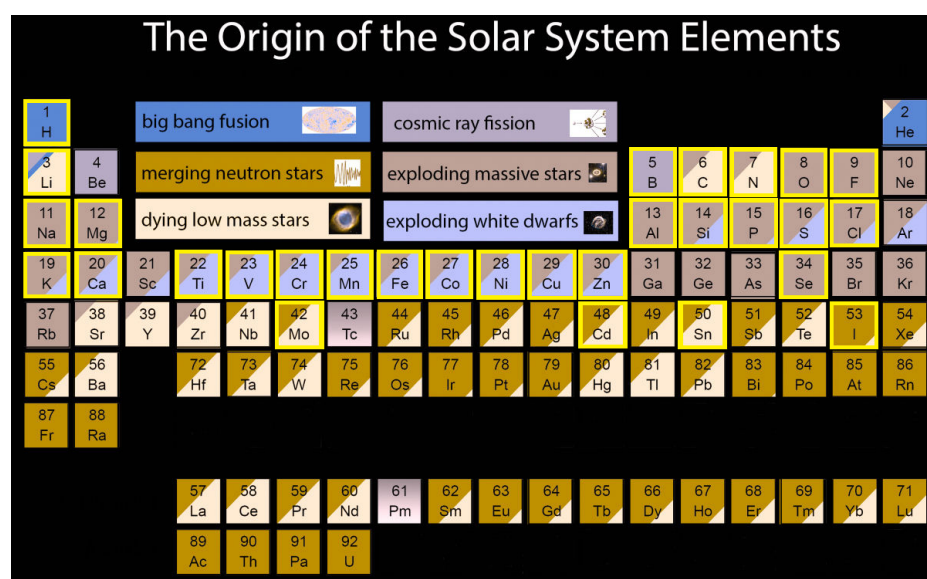 The Origin of the Solar System Elements
1 big bang fusion cosmic ray fission 2
H He
3 4 merging neutron stars exploding massive stars 5 6 7 8 9 10
Li Be B C N O F Ne
11 12 dying low mass stars exploding white dwarfs 13 14 15 16 17 18
Na Mg Al Si P S Cl Ar
19 20 21 22 23 24 25 26 27 28 29 30 31 32 33 34 35 36
K Ca Sc Ti V Cr Mn Fe Co Ni Cu Zn Ga Ge As Se Br Kr
37 38 39 40 41 42 43 44 45 46 47 48 49 50 51 52 53 54
Rb Sr Y Zr Nb Mo Tc Ru Rh Pd Ag Cd In Sn Sb Te I Xe
55 56 72 73 74 75 76 77 78 79 80 81 82 83 84 85 86
Cs Ba Hf Ta W Re Os Ir Pt Au Hg Tl Pb Bi Po At Rn
87 88
Fr Ra
57 58 59 60 61 62 63 64 65 66 67 68 69 70 71
La Ce Pr Nd Pm Sm Eu Gd Tb Dy Ho Er Tm Yb Lu
89 90 91 92
Ac Th Pa U